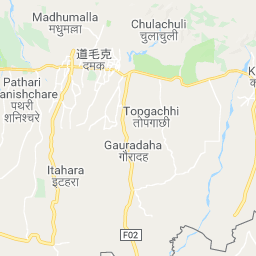 Madhumalla
मधुमल्ला
Chulachuli
चुलाचुली
道毛克
दमक
Pathari
anishchare
पथरी
शनिश्चरे
K
Topgachhi
तोपगाछी
Gauradaha
गौरादह
Itahara
इटहरा
F02